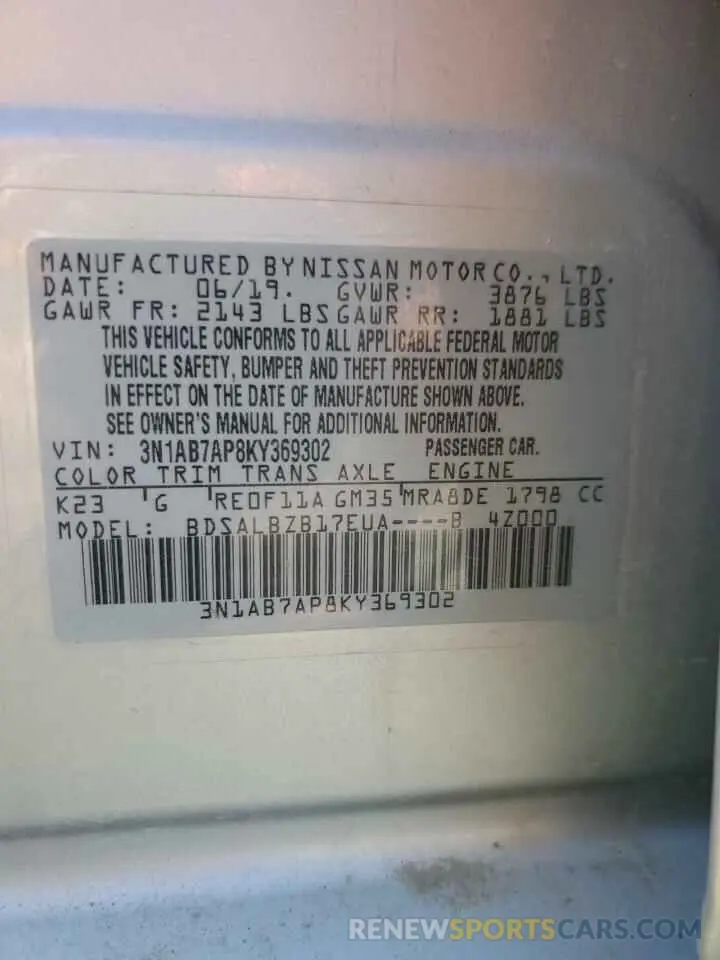 MANUFACTURED BY NISSAN MOTOR CO., LTD.
DATE: 06/19. GVWR: 3876 LBS
GAWR FR: 2143 LBS GAWR RR: 1881 LBS
THIS VEHICLE CONFORMS TO ALL APPLICABLE FEDERAL MOTOR
VEHICLE SAFETY, BUMPER AND THEFT PREVENTION STANDARDS
IN EFFECT ON THE DATE OF MANUFACTURE SHOWN ABOVE.
SEE OWNER'S MANUAL FOR ADDITIONAL INFORMATION.
VIN: 3N1AB7AP8KY369302 PASSENGER CAR.
COLOR TRIM TRANS AXLE ENGINE
K23 'G 'RE0F11A GM35'MRA8DE 1798 CC
MODEL: BDSALBZB17EUA----B 4Z000
3N1AB7AP8KY369302
RENEWSPORTSCARS.COM